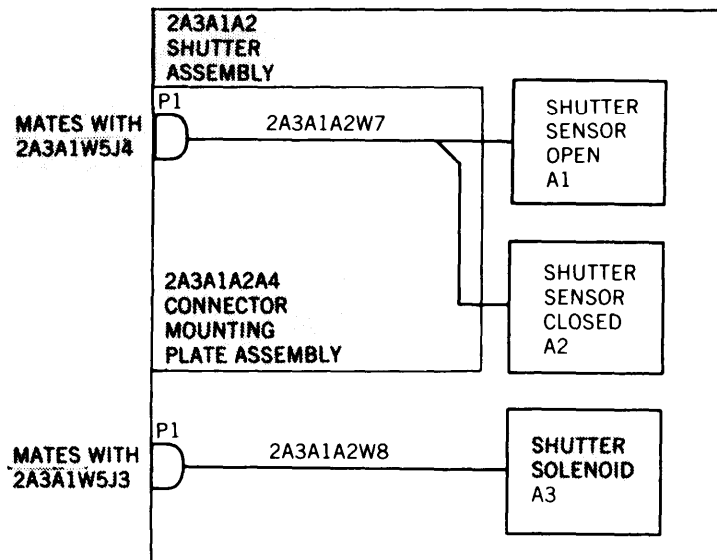 2A3A1A2
SHUTTER
ASSEMBLY
P1
MATES WITH
2A3A1W5J4
2A3A1A2W7
SHUTTER
SENSOR
OPEN
A1
2A3A1A2A4
CONNECTOR
MOUNTING
PLATE ASSEMBLY
SHUTTER
SENSOR
CLOSED
A2
P1
MATES WITH
2A3A1W5J3
2A3A1A2W8
SHUTTER
SOLENOID
A3